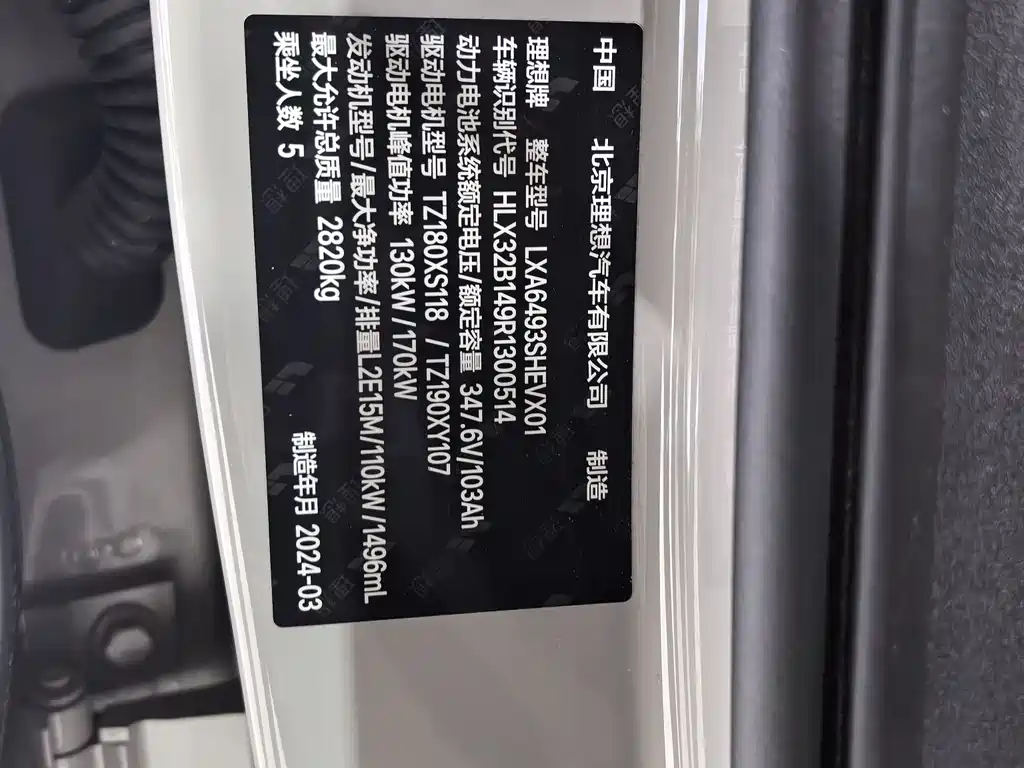 中国 北京理想汽车有限公司 制造
理想牌 整车型号 LXA6493SHEVX01
车辆识别代号 HLX32B149R1300514
动力电池系统额定电压/额定容量 347.6V/103Ah
驱动电机型号 TZ180XS118 /TZ190XY107
驱动电机峰值功率 130kW/170kW
发动机型号/最大净功率/排量L2E15M/110kW/1496mL
最大允许总质量 2820kg
乘坐人数 5 制造年月 2024-03